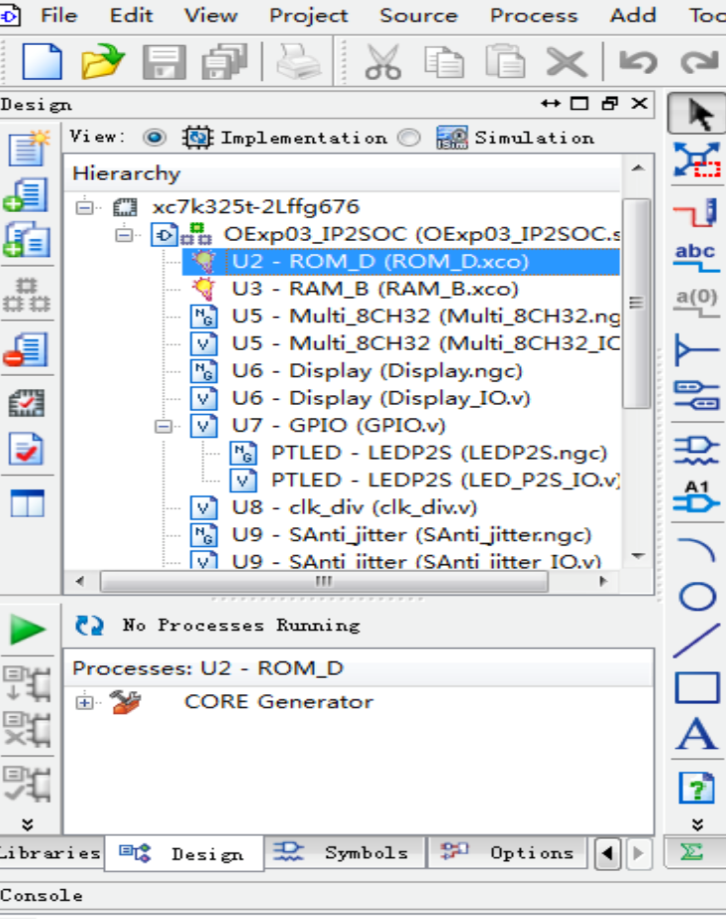 File Edit View Project Source Process Add Too
Design
View: Implementation Simulation
Hierarchy
xc7k325t-2Lffg676
OExp03_IP2SOC (OExp03_IP2SOC.s
U2 - ROM_D (ROM_D.xco)
U3 - RAM_B (RAM_B.xco)
U5 - Multi_8CH32 (Multi_8CH32.ng
U5 - Multi_8CH32 (Multi_8CH32_IO
U6 - Display (Display.ngc)
U6 - Display (Display_IO.v)
U7 - GPIO (GPIO.v)
PTLED - LEDP2S (LEDP2S.ngc)
PTLED - LEDP2S (LED_P2S_IO.v)
U8 - clk_div (clk_div.v)
U9 - SAnti_jitter (SAnti_jitter.ngc)
U9 - SAnti_jitter (SAnti_jitter_IO.v)
abc
a(0)
A1
A
No Processes Running
Processes: U2 - ROM_D
CORE Generator
Libraries Design Symbols Options Σ
Console